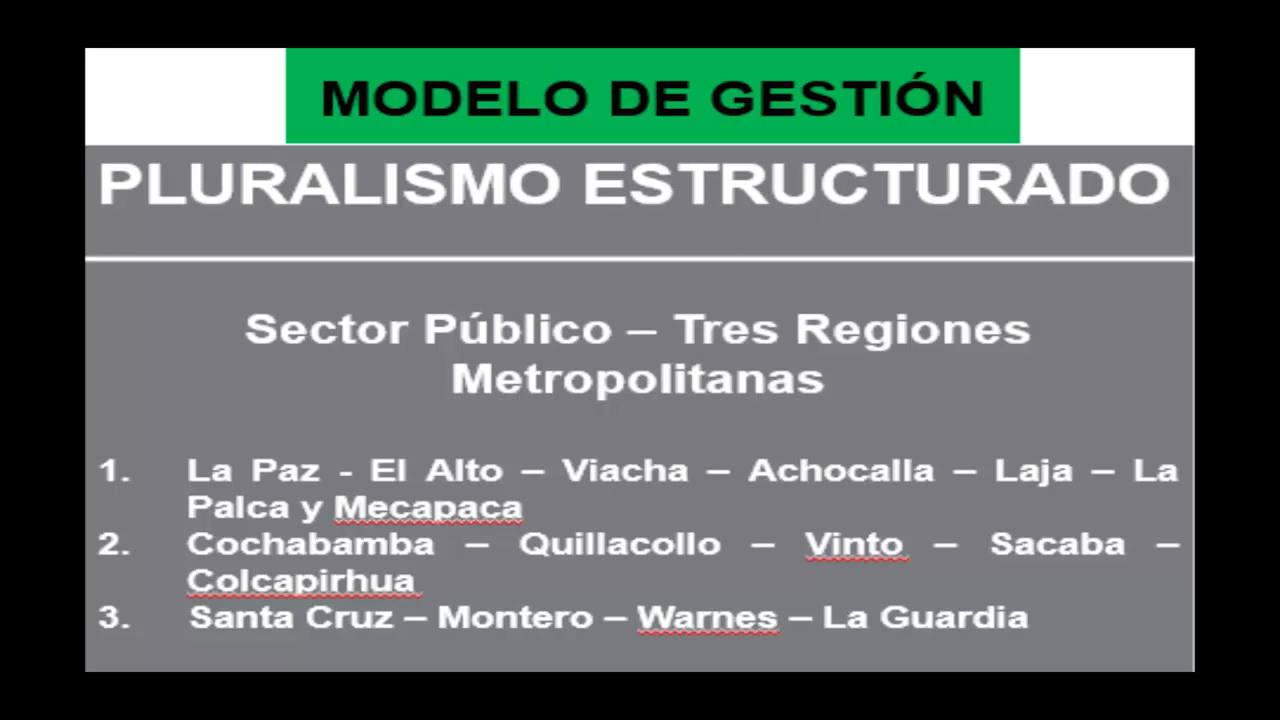 MODELO DE GESTIÓN
PLURALISMO ESTRUCTURADO
Sector Público – Tres Regiones
Metropolitanas
1. La Paz - El Alto – Viacha – Achocalla – Laja – La
Palca y Mecapaca
2. Cochabamba – Quillacollo – Vinto – Sacaba –
Colcapirhua
3. Santa Cruz – Montero – Warnes – La Guardia